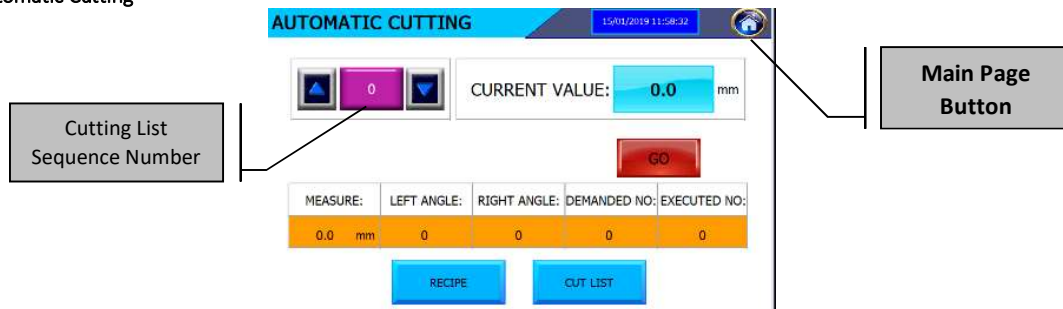 tomatic Cutting
AUTOMATIC CUTTING
15/01/2019 11:58:32
Main Page
Button
0
CURRENT VALUE: 0.0 mm
Cutting List
Sequence Number
GO
MEASURE: LEFT ANGLE: RIGHT ANGLE: DEMANDED NO: EXECUTED NO:
0.0 mm 0 0 0 0
RECIPE CUT LIST